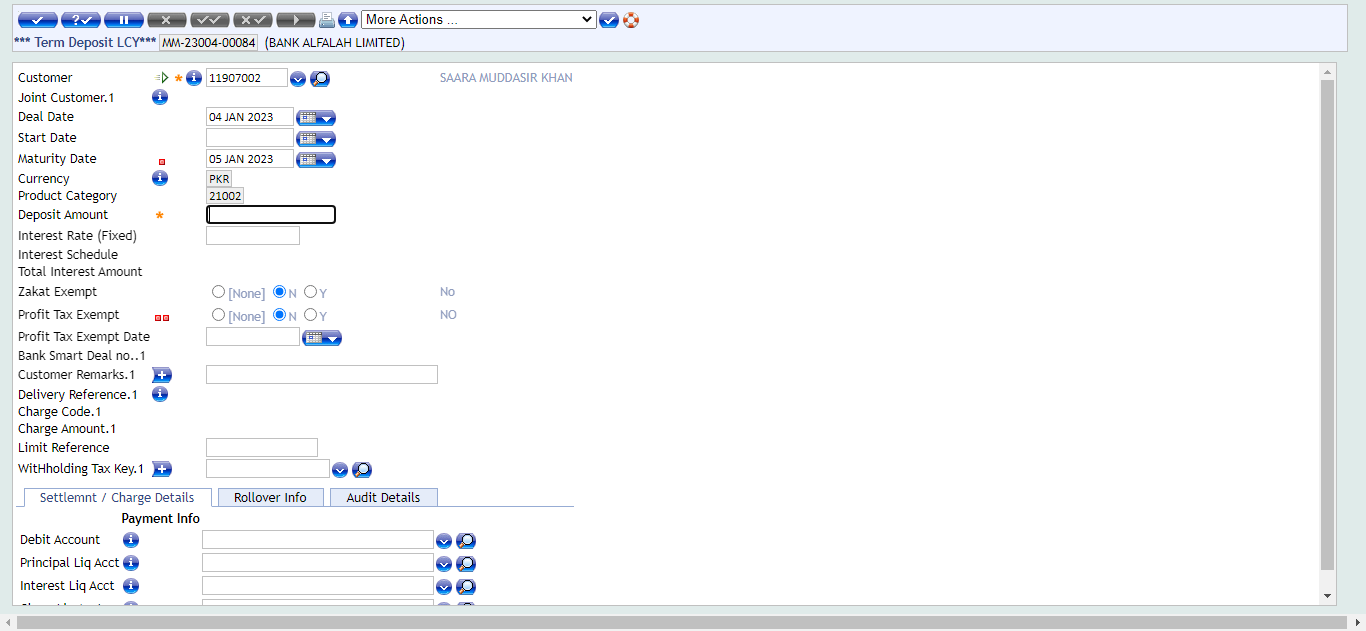 More Actions ...
*** Term Deposit LCY*** MM-23004-00084 (BANK ALFALAH LIMITED)
Customer * 11907002 SAARA MUDDASIR KHAN
Joint Customer.1
Deal Date 04 JAN 2023
Start Date
Maturity Date 05 JAN 2023
Currency PKR
Product Category 21002
Deposit Amount *
Interest Rate (Fixed)
Interest Schedule
Total Interest Amount
Zakat Exempt [None] N Y No
Profit Tax Exempt [None] N Y NO
Profit Tax Exempt Date
Bank Smart Deal no..1
Customer Remarks.1
Delivery Reference.1
Charge Code.1
Charge Amount.1
Limit Reference
WitHholding Tax Key.1
Settlemnt / Charge Details Rollover Info Audit Details
Payment Info
Debit Account
Principal Liq Acct
Interest Liq Acct